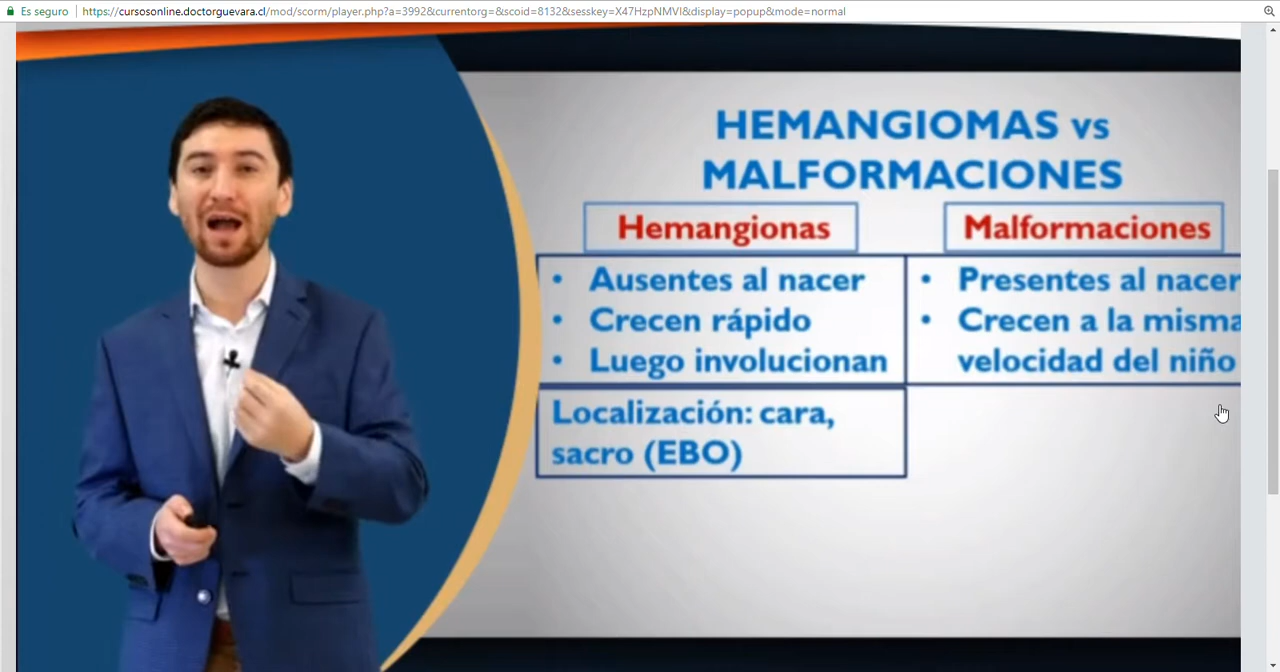 Es seguro
https://cursosonline.doctorguevara.cl/mod/scorm/player.php?a=3992&currentorg=&scoid=8132&sesskey=X47HzpNMVI&display=popup&mode=normal
HEMANGIOMAS vs
MALFORMACIONES
Hemangionas
• Ausentes al nacer
• Crecen rápido
• Luego involucionan
Localización: cara,
sacro (EBO)
Malformaciones
• Presentes al nacer
• Crecen a la misma
velocidad del niño